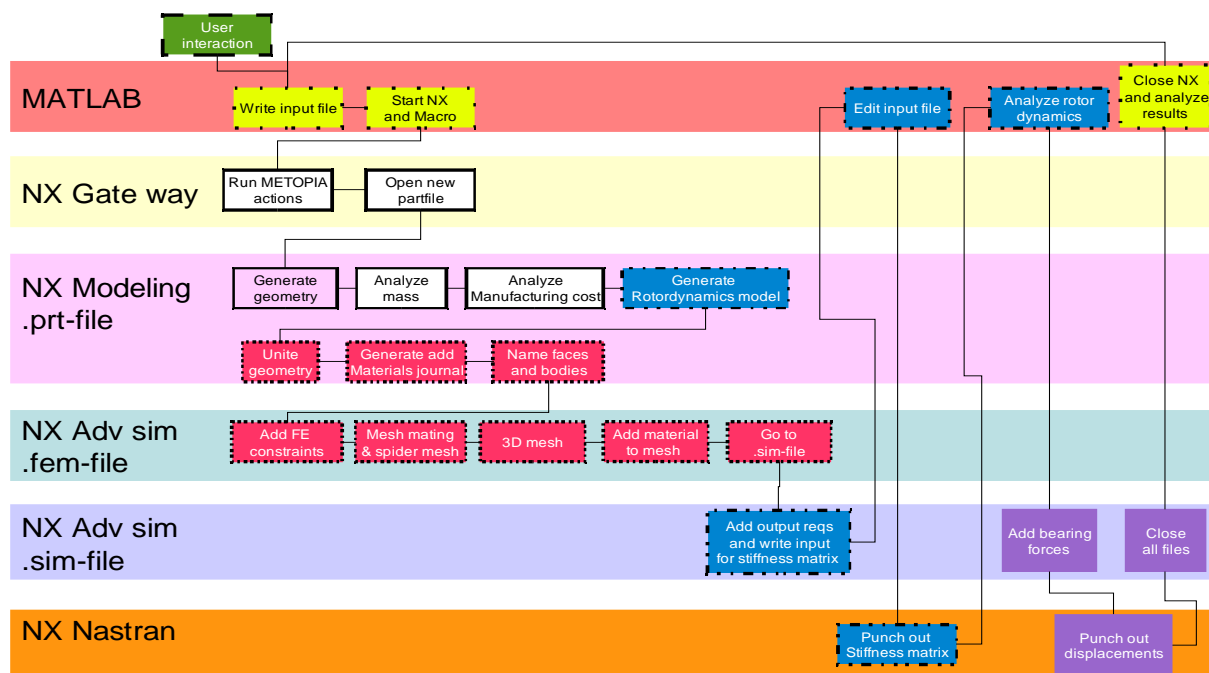 User
interaction
MATLAB
Write input file
Start NX
and Macro
Edit input file
Analyze rotor
dynamics
Close NX
and analyze
results
NX Gate way
Run METOPIA
actions
Open new
partfile
NX Modeling
.prt-file
Generate
geometry
Analyze
mass
Analyze
Manufacturing cost
Generate
Rotordynamics model
Unite
geometry
Generate add
Materials journal
Name faces
and bodies
NX Adv sim
.fem-file
Add FE
constraints
Mesh mating
& spider mesh
3D mesh
Add material
to mesh
Go to
.sim-file
NX Adv sim
.sim-file
Add output reqs
and write input
for stiffness matrix
Add bearing
forces
Close
all files
NX Nastran
Punch out
Stiffness matrix
Punch out
displacements